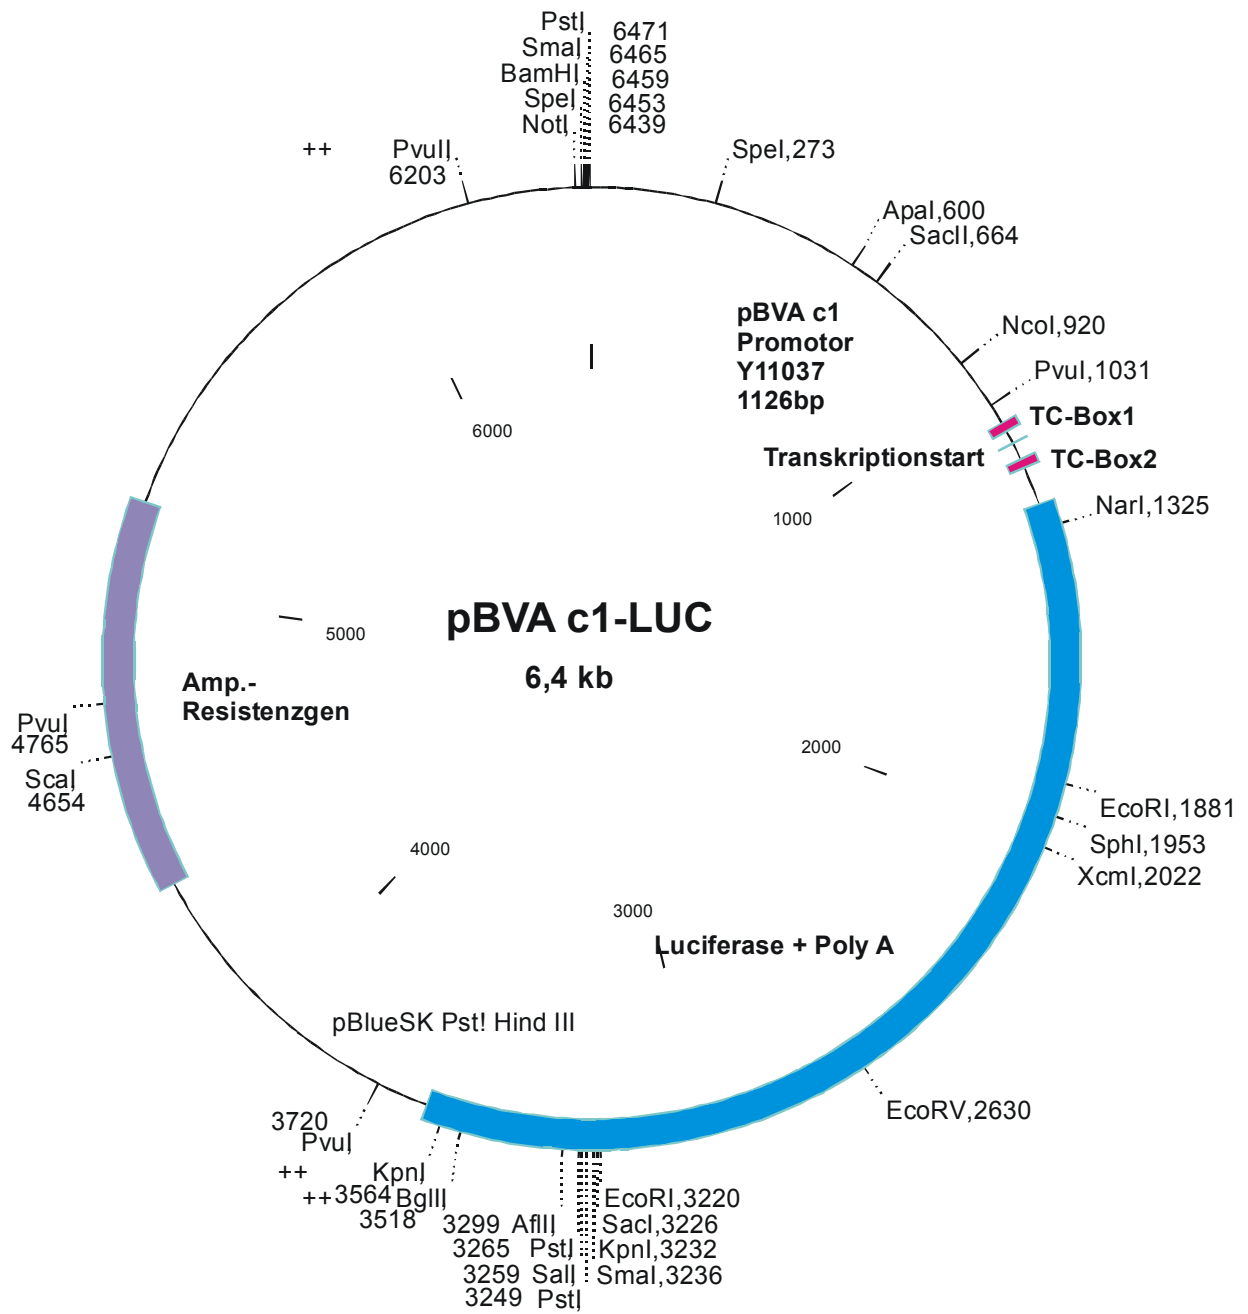 PstI,
6471
SmaI,
6465
BamHI,
6459
SpeI,
6453
NotI,
6439
++
PvuII,
6203
SpeI,273
ApaI,600
SacII,664
NcoI,920
PvuI,1031
TC-Box1
TC-Box2
Transkriptionstart
NarI,1325
pBVA c1
Promotor
Y11037
1126bp
6000
1000
5000
2000
4000
3000
pBVA c1-LUC
6,4 kb
Amp.-
Resistenzgen
PvuI,
4765
ScaI,
4654
EcoRI,1881
SphI,1953
XcmI,2022
Luciferase + Poly A
pBlueSK Pst! Hind III
EcoRV,2630
3720
PvuI,
++
KpnI,
3564
++
BglII,
3518
3299 AflII,
3265 PstI,
3259 SalI,
3249 PstI,
EcoRI,3220
SacI,3226
KpnI,3232
SmaI,3236